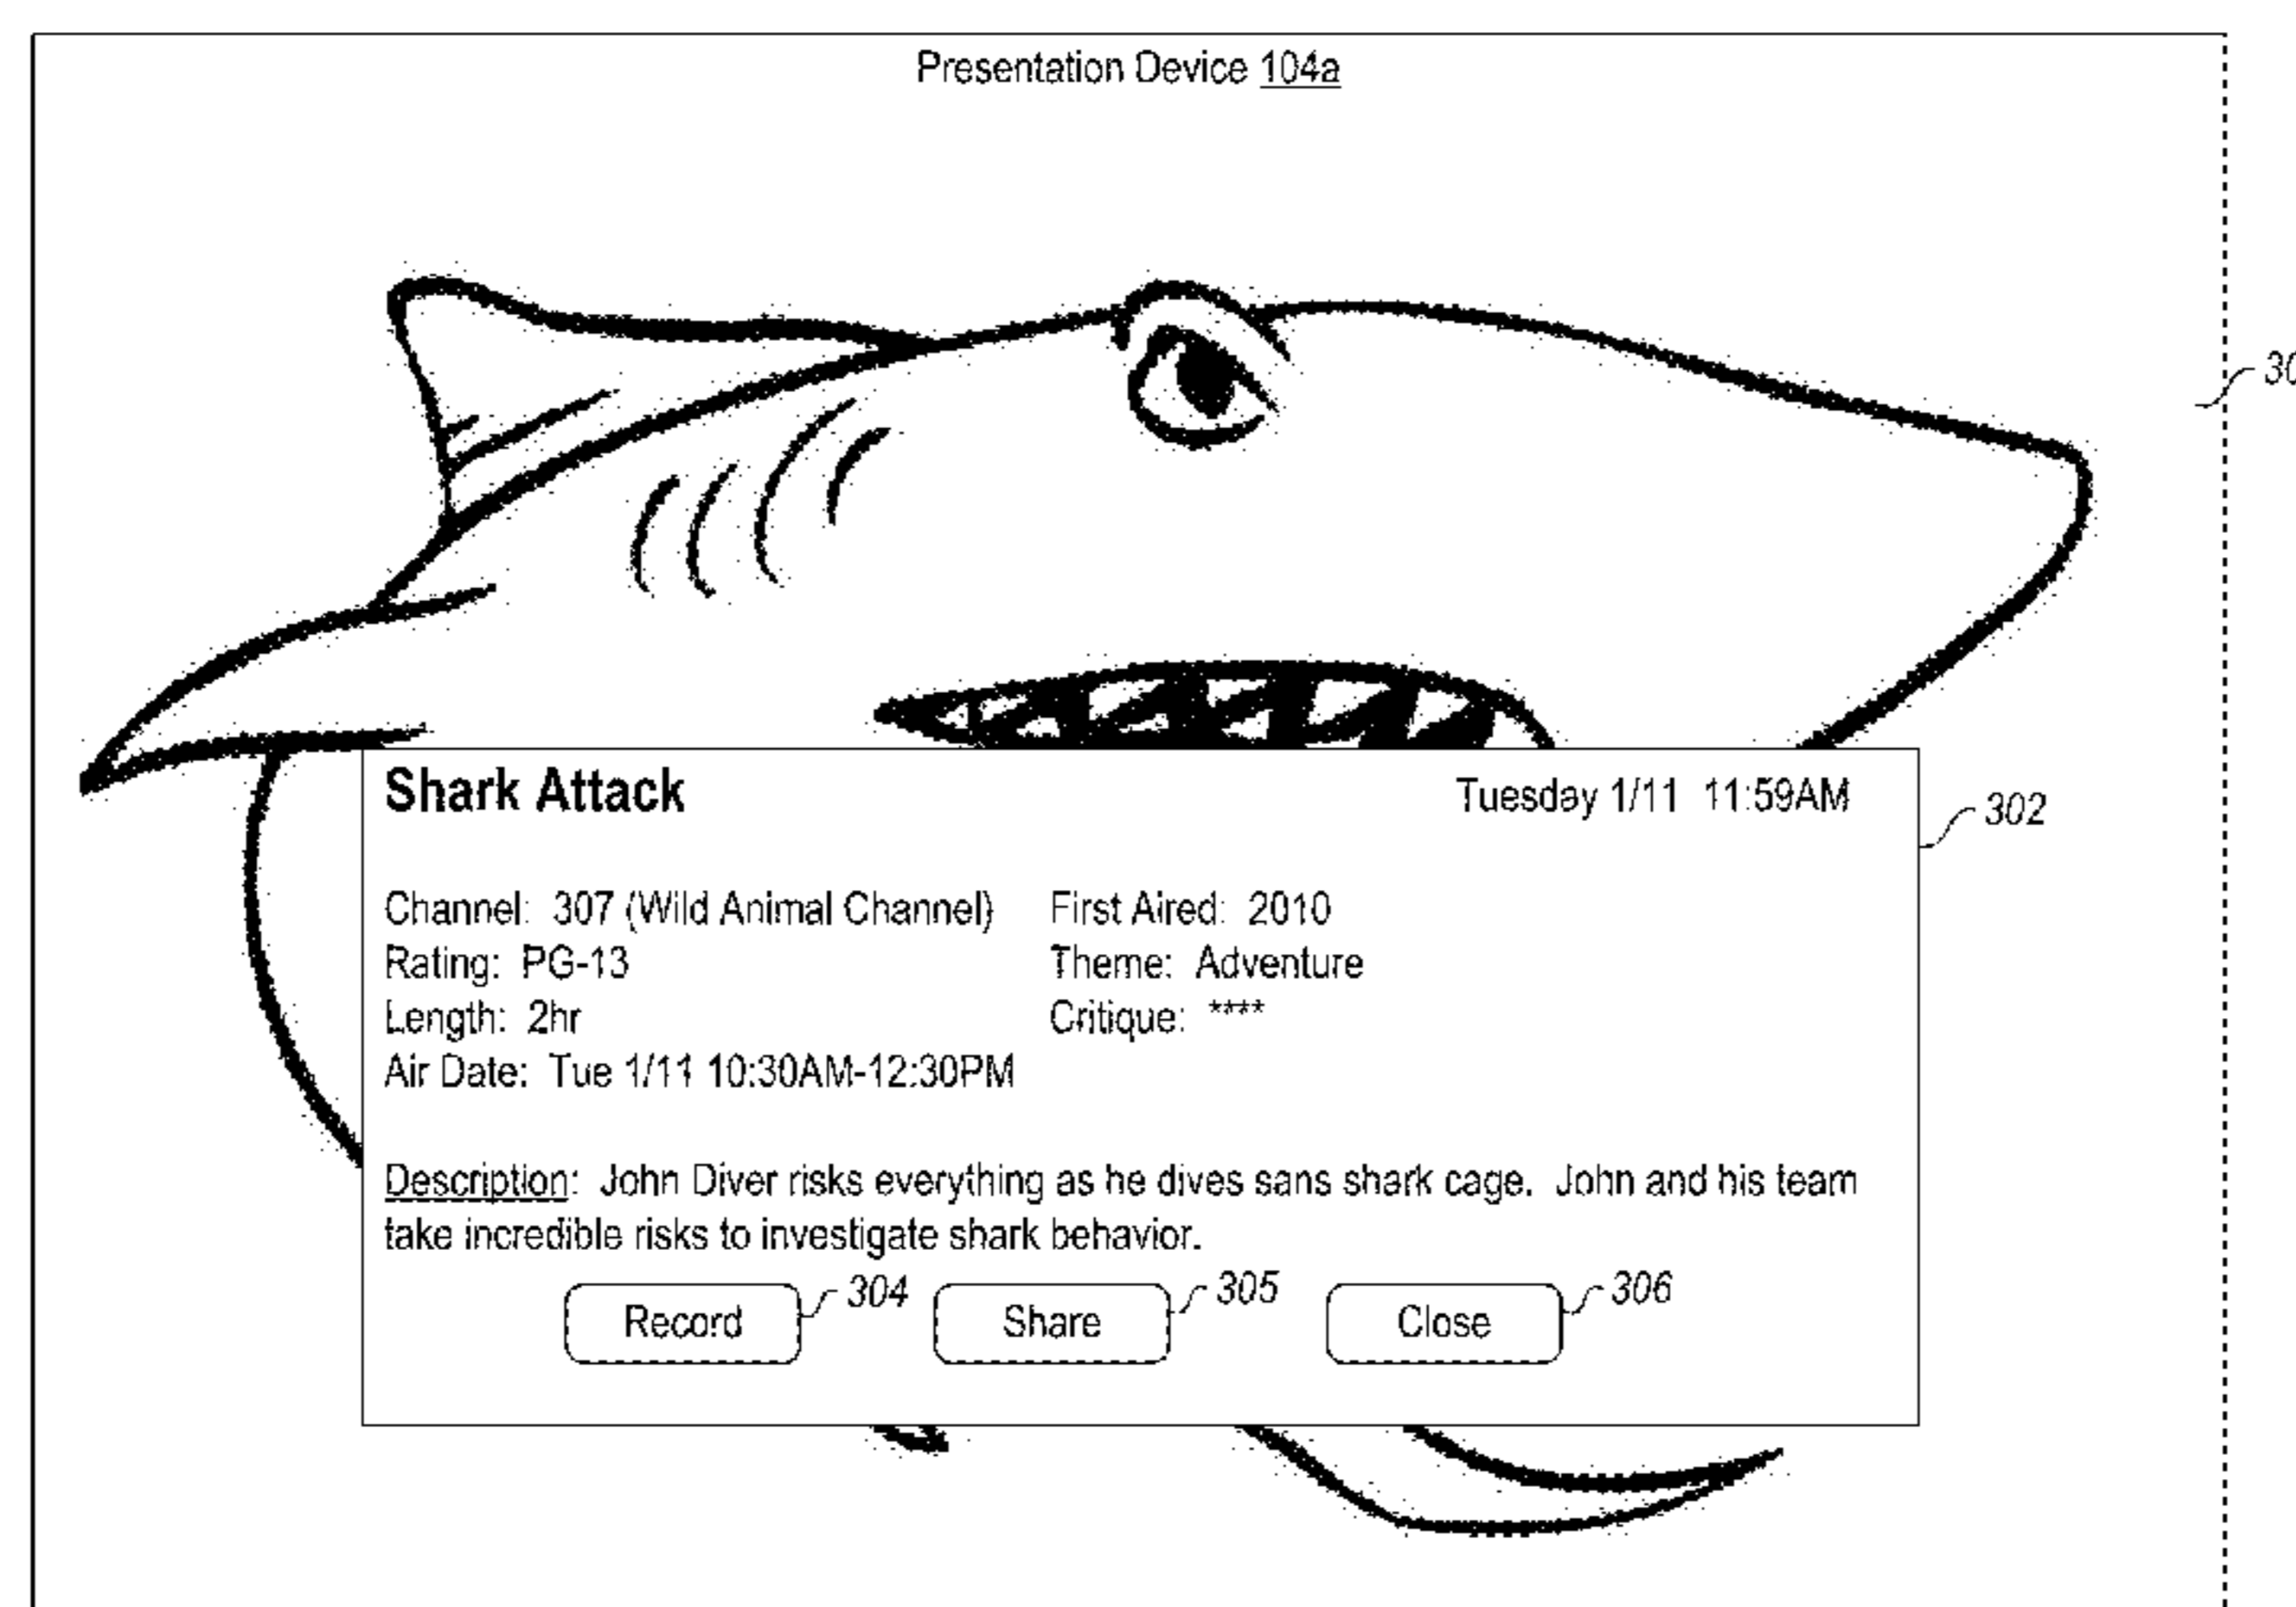 Presentation Device 104a
Shark Attack Tuesday 1/11 11:59AM
302
Channel: 307 (Wild Animal Channel) First Aired: 2010
Rating: PG-13 Theme: Adventure
Length: 2hr Critique: ****
Air Date: Tue 1/11 10:30AM-12:30PM
Description: John Diver risks everything as he dives sans shark cage. John and his team
take incredible risks to investigate shark behavior.
Record 304 Share 305 Close 306